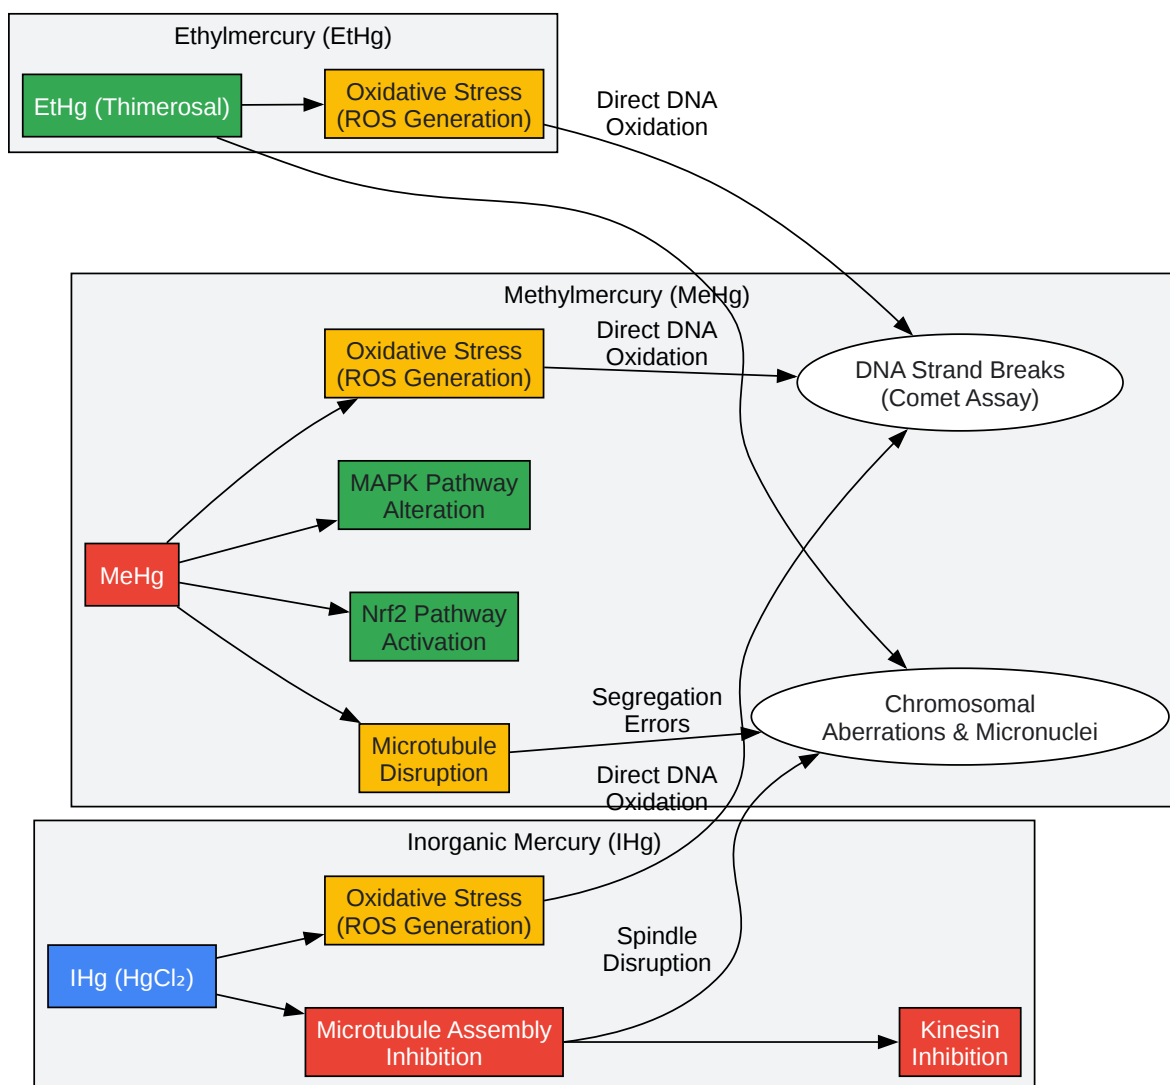 Ethylmercury (EtHg)
EtHg (Thimerosal)
Oxidative Stress
(ROS Generation)
Direct DNA
Oxidation
Methylmercury (MeHg)
Oxidative Stress
(ROS Generation)
Direct DNA
Oxidation
DNA Strand Breaks
(Comet Assay)
MAPK Pathway
Alteration
MeHg
Nrf2 Pathway
Activation
Microtubule
Disruption
Segregation
Errors
Chromosomal
Aberrations & Micronuclei
Direct DNA
Oxidation
Inorganic Mercury (IHg)
Oxidative Stress
(ROS Generation)
IHg (HgCl₂)
Spindle
Disruption
Microtubule Assembly
Inhibition
Kinesin
Inhibition